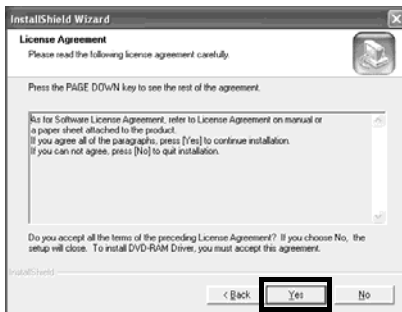 InstallShield Wizard
License Agreement
Please read the following license agreement carefully.
Press the PAGE DOWN key to see the rest of the agreement.
As for Software License Agreement, refer to License Agreement on manual or
a paper sheet attached to the product.
If you agree all of the paragraphs, press [Yes] to continue installation.
If you can not agree, press [No] to quit installation.
Do you accept all the terms of the preceding License Agreement? If you choose No, the
setup will close. To install DVD-RAM Driver, you must accept this agreement.
InstallShield
< Back Yes No